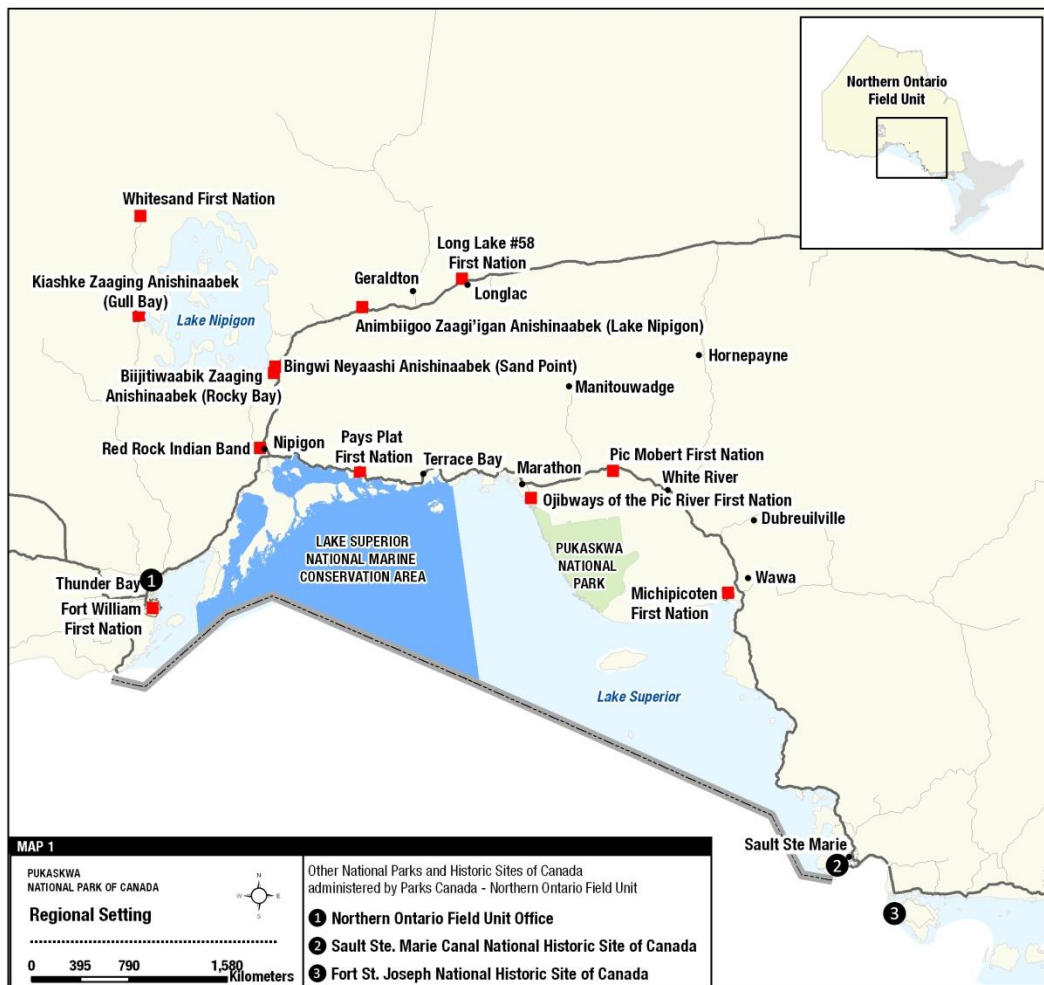 Northern Ontario
Field Unit
Whitesand First Nation
Long Lake #58
First Nation
Geraldton
Longlac
Kiashke Zaaging Anishinaabek
(Gull Bay)
Lake Nipigon
Animbiigoo Zaagi'igan Anishinaabek (Lake Nipigon)
Hornepayne
Bingwi Neyaashi Anishinaabek (Sand Point)
Biijitiwaabik Zaaging
Anishinaabek (Rocky Bay)
Manitouwadge
Red Rock Indian Band
Nipigon
Pays Plat
First Nation
Terrace Bay
Marathon
Pic Mobert First Nation
White River
Ojibways of the Pic River First Nation
Dubreuilville
LAKE SUPERIOR
NATIONAL MARINE
CONSERVATION AREA
PUKASKWA
NATIONAL
PARK
Thunder Bay
1
Fort William
First Nation
Wawa
Michipicoten
First Nation
Lake Superior
Sault Ste Marie
2
3
MAP 1
PUKASKWA
NATIONAL PARK OF CANADA
Regional Setting
N
W
E
S
0 395 790 1,580
Kilometers
Other National Parks and Historic Sites of Canada
administered by Parks Canada - Northern Ontario Field Unit
1 Northern Ontario Field Unit Office
2 Sault Ste. Marie Canal National Historic Site of Canada
3 Fort St. Joseph National Historic Site of Canada